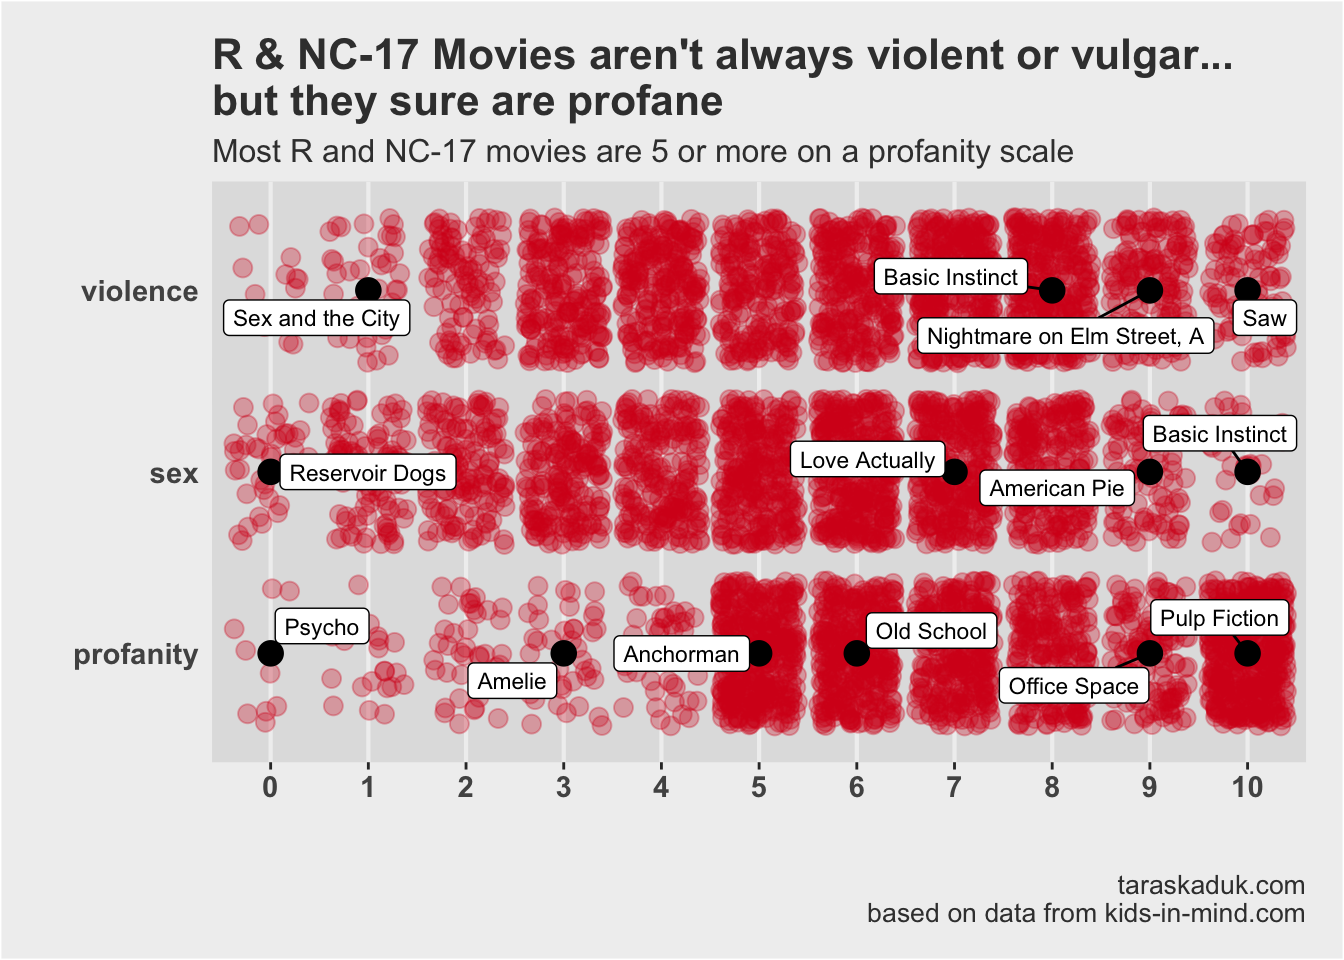 R & NC-17 Movies aren't always violent or vulgar...
but they sure are profane
Most R and NC-17 movies are 5 or more on a profanity scale
violence
Basic Instinct
Sex and the City
Saw
Nightmare on Elm Street, A
sex
Basic Instinct
Love Actually
Reservoir Dogs
American Pie
profanity
Pulp Fiction
Psycho
Old School
Anchorman
Amelie
Office Space
0 1 2 3 4 5 6 7 8 9 10
taraskaduk.com
based on data from kids-in-mind.com